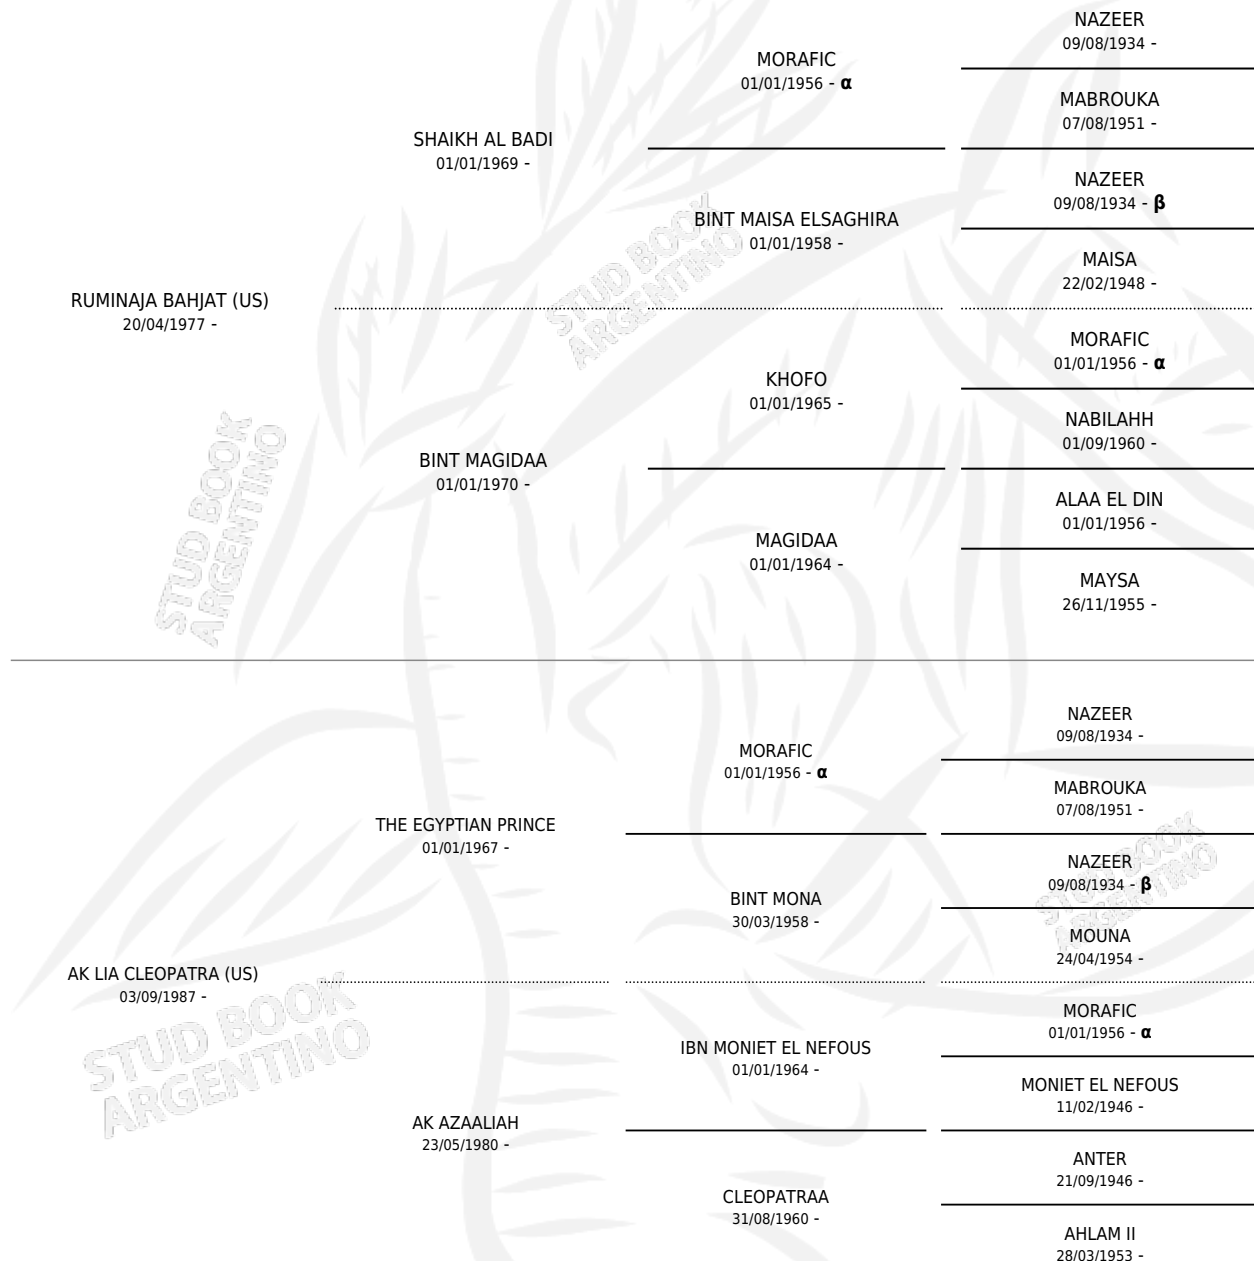 NAZEER
09/08/1934 -
MORAFIC
01/01/1956 - α
MABROUKA
07/08/1951 -
SHAIKH AL BADI
01/01/1969 -
NAZEER
09/08/1934 - β
BINT MAISA ELSAGHIRA
01/01/1958 -
MAISA
22/02/1948 -
RUMINAJA BAHJAT (US)
20/04/1977 -
MORAFIC
01/01/1956 - α
KHOFO
01/01/1965 -
NABILAHH
01/09/1960 -
BINT MAGIDAA
01/01/1970 -
ALAA EL DIN
01/01/1956 -
MAGIDAA
01/01/1964 -
MAYSA
26/11/1955 -
NAZEER
09/08/1934 -
MORAFIC
01/01/1956 - α
MABROUKA
07/08/1951 -
THE EGYPTIAN PRINCE
01/01/1967 -
NAZEER
09/08/1934 - β
BINT MONA
30/03/1958 -
MOUNA
24/04/1954 -
AK LIA CLEOPATRA (US)
03/09/1987 -
MORAFIC
01/01/1956 - α
IBN MONIET EL NEFOUS
01/01/1964 -
MONIET EL NEFOUS
11/02/1946 -
AK AZAALIAH
23/05/1980 -
ANTER
21/09/1946 -
CLEOPATRAA
31/08/1960 -
AHLAM II
28/03/1953 -
STUD BOOK
ARGENTINO
STUD BOOK
ARGENTINO
STUD BOOK
ARGENTINO
STUD BOOK
ARGENTINO